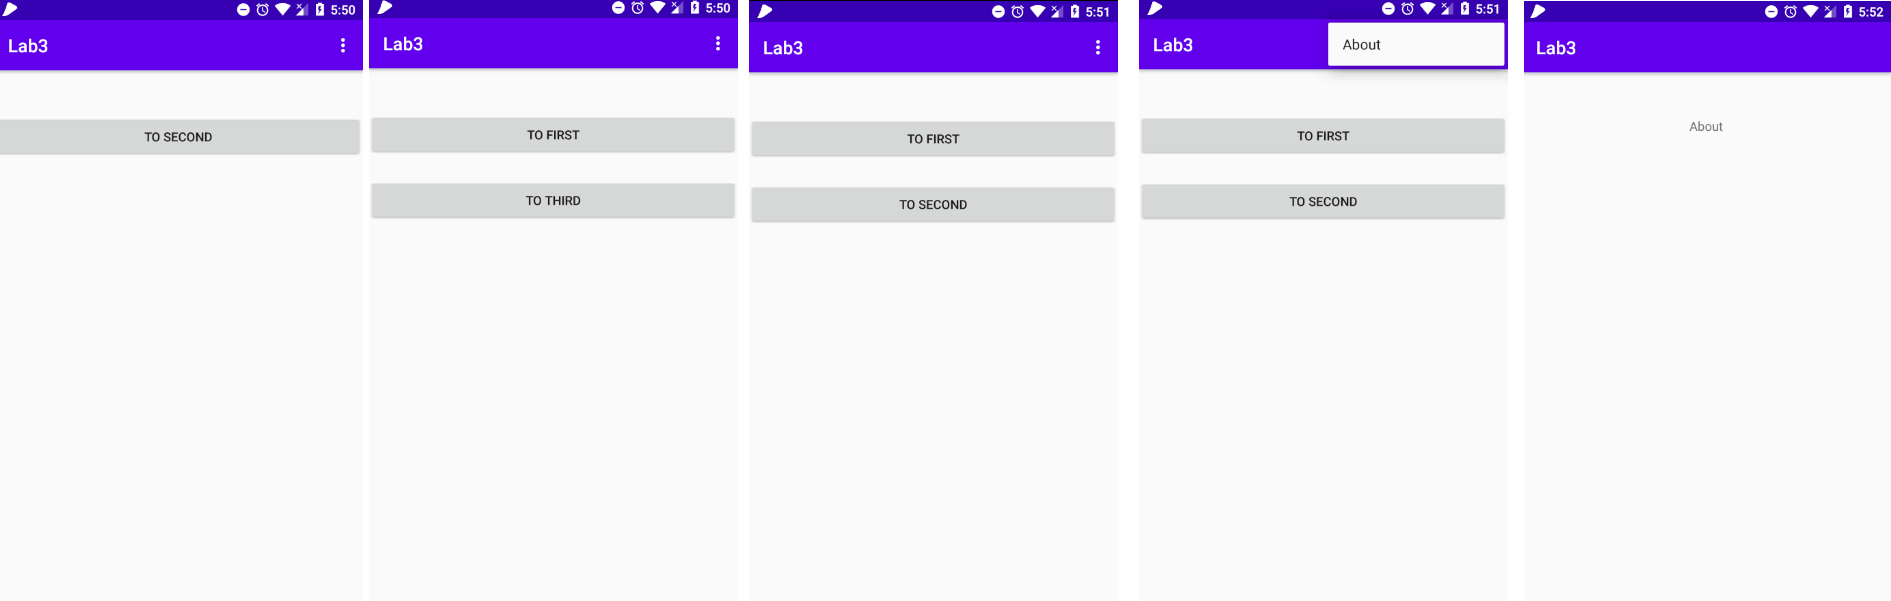 5:50
Lab3
TO SECOND
5:50
Lab3
TO FIRST
TO THIRD
5:51
Lab3
TO FIRST
TO SECOND
5:51
Lab3
About
TO FIRST
TO SECOND
5:52
Lab3
About